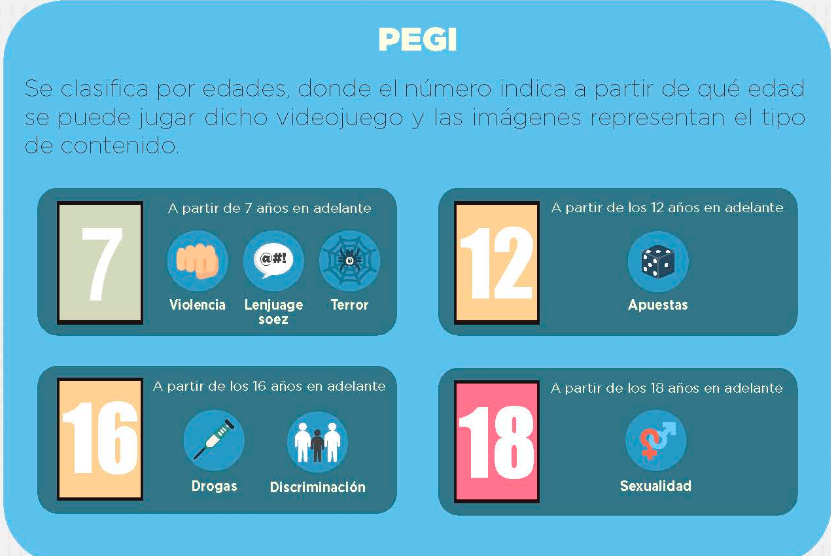 PEGI
Se clasifica por edades, donde el número indica a partir de qué edad
se puede jugar dicho videojuego y las imágenes representan el tipo
de contenido.
7
A partir de 7 años en adelante
@#!
Violencia
Lenjuage
soez
Terror
12
A partir de los 12 años en adelante
Apuestas
16
A partir de los 16 años en adelante
Drogas
Discriminación
18
A partir de los 18 años en adelante
Sexualidad